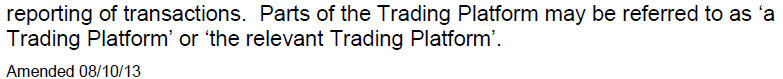 reporting of transactions.  Parts of the Trading Platform may be referred to as ‘a
Trading Platform’ or ‘the relevant Trading Platform’.
Amended 08/10/13